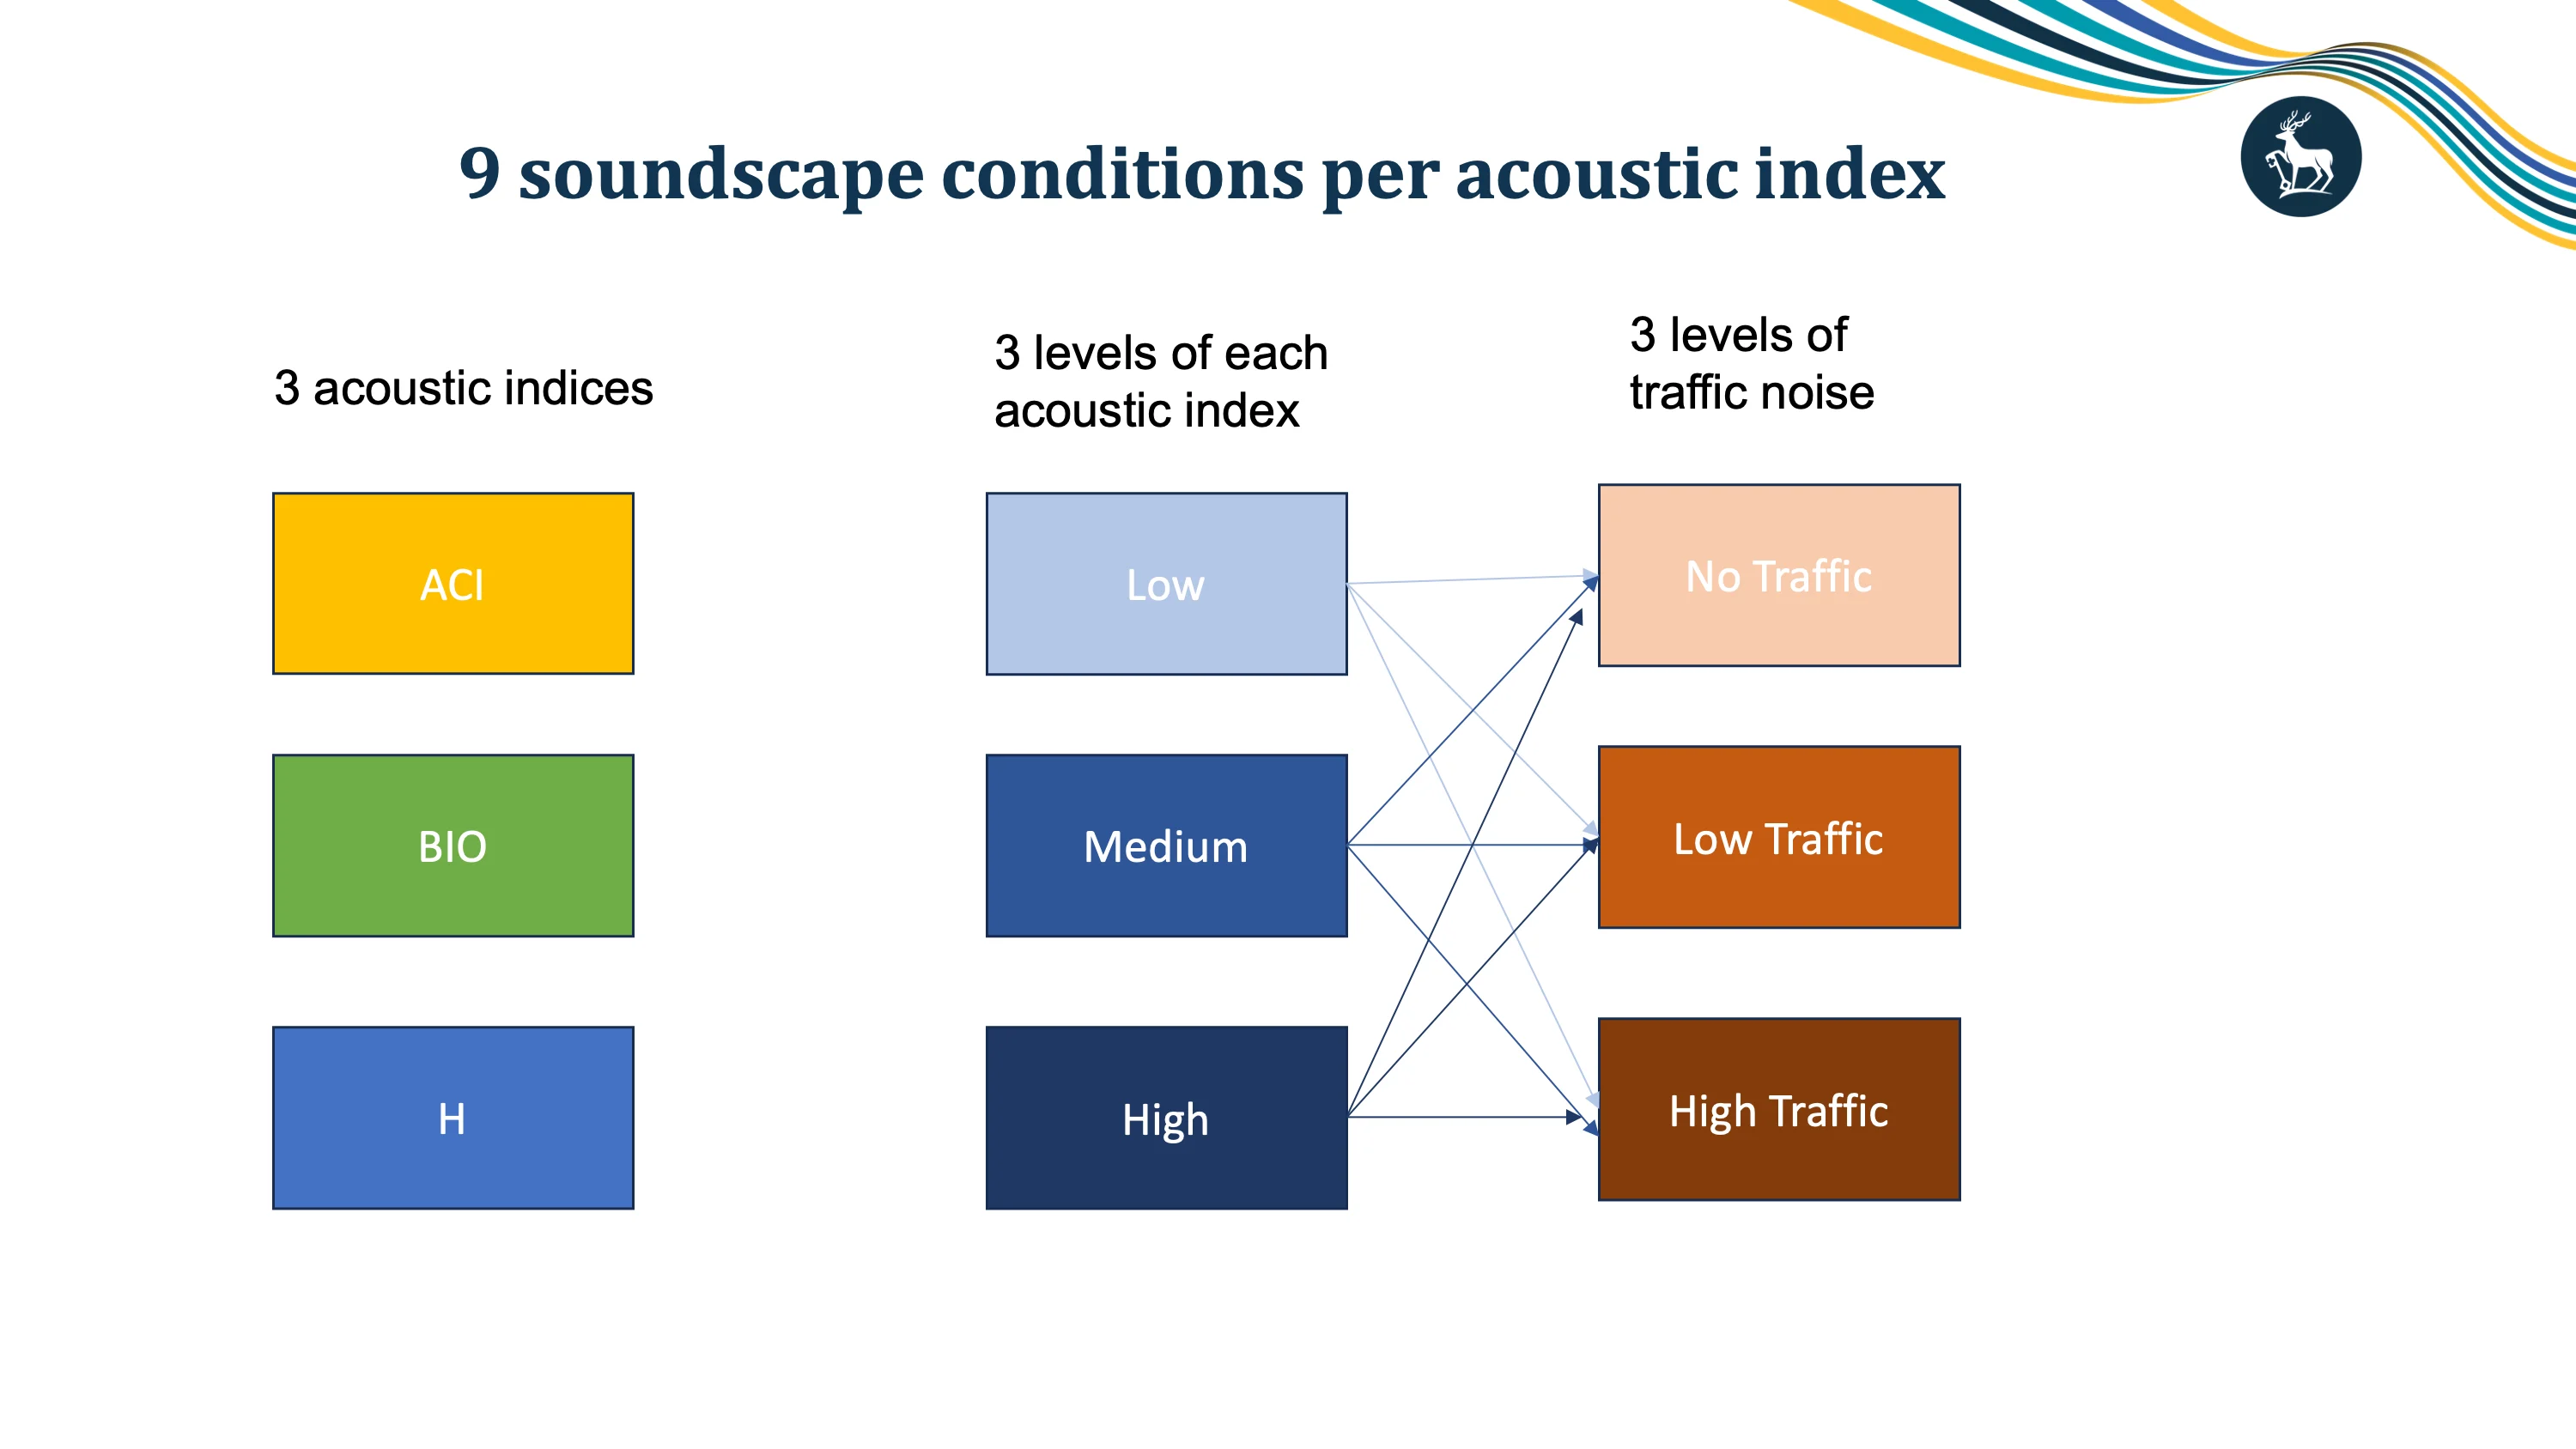 9 soundscape conditions per acoustic index
3 acoustic indices
3 levels of each
acoustic index
3 levels of
traffic noise
ACI
Low
No Traffic
BIO
Medium
Low Traffic
H
High
High Traffic